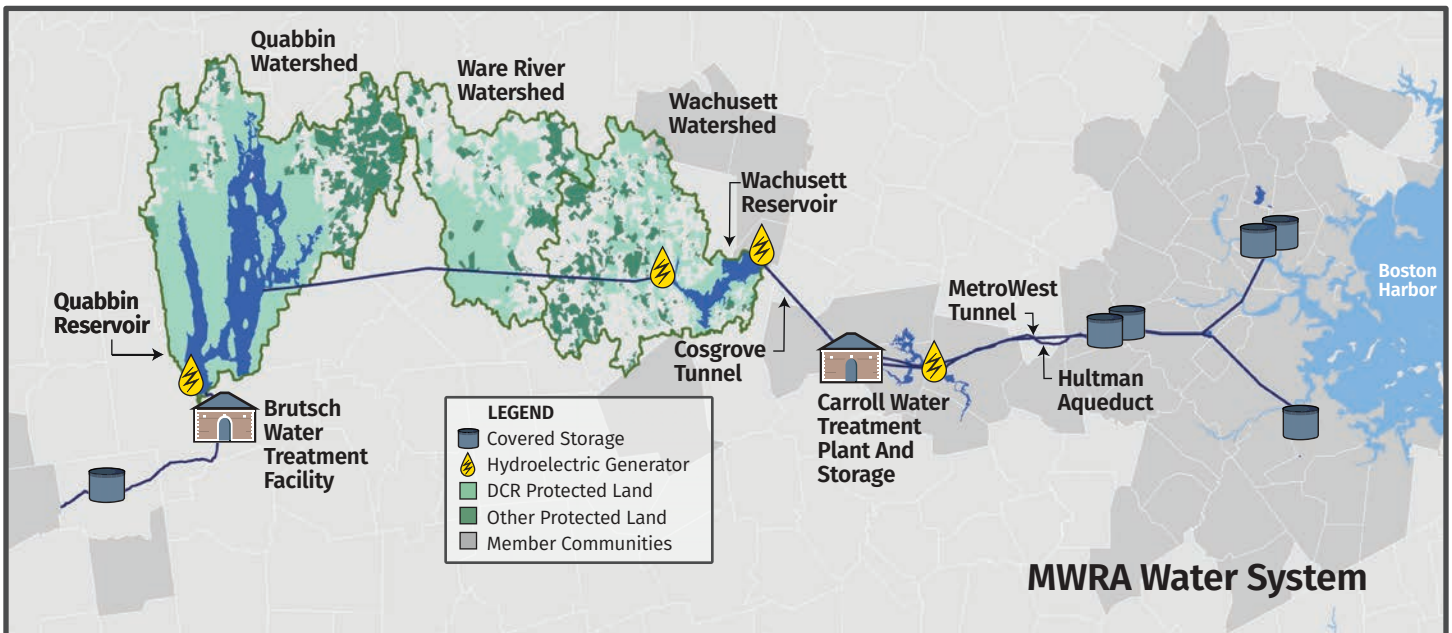 Quabbin
Watershed
Ware River
Watershed
Wachusett
Watershed
Wachusett
Reservoir
Boston
Harbor
Quabbin
Reservoir
MetroWest
Tunnel
Cosgrove
Tunnel
Hultman
Aqueduct
Brutsch
Water
Treatment
Facility
Carroll Water
Treatment
Plant And
Storage
LEGEND
Covered Storage
Hydroelectric Generator
DCR Protected Land
Other Protected Land
Member Communities
MWRA Water System